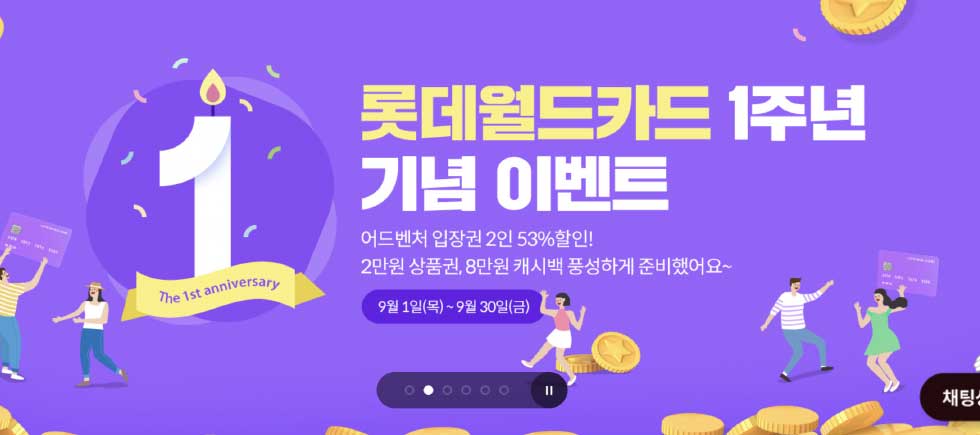 롯데월드카드 1주년
기념 이벤트
어드벤처 입장권 2인 53%할인!
2만원 상품권, 8만원 캐시백 풍성하게 준비했어요~
9월 1일(목) ~ 9월 30일(금)
The 1st anniversary